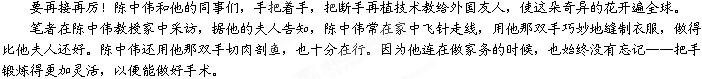 要再接再厉！陈中伟和他的同事们，手把着手，把断手再植技术教给外国友人，使这朵奇异的花开遍全球。
笔者在陈中伟教授家中采访，据他的夫人告知，陈中伟常在家中飞针走线，用他那双手巧妙地缝制衣服，做得
比他夫人还好。陈中伟还用他那双手切肉剖鱼，也十分在行。因为他连在做家务的时候，也始终没有忘记——把手
锻炼得更加灵活，以便能做好手术。